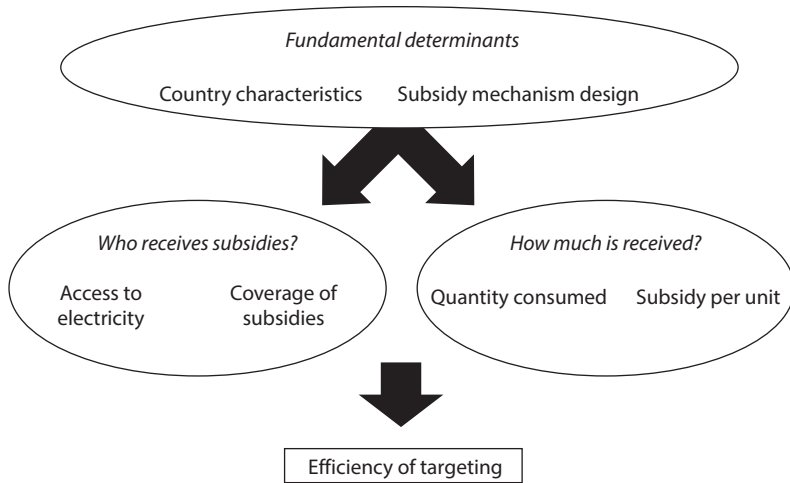 Fundamental determinants
Country characteristics Subsidy mechanism design
Who receives subsidies?
Access to
electricity
Coverage of
subsidies
How much is received?
Quantity consumed Subsidy per unit
Efficiency of targeting